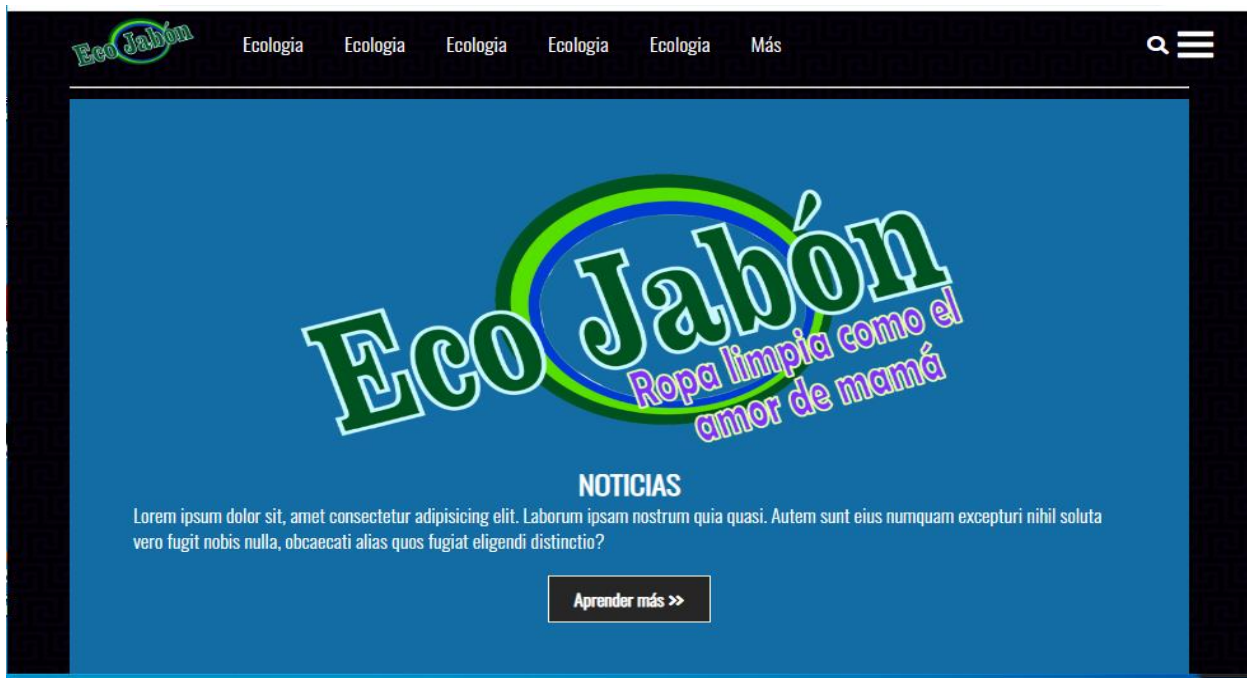 Eco Jabón
Ecologia Ecologia Ecologia Ecologia Ecologia Más
Eco Jabón
Ropa limpia como el
amor de mamá
NOTICIAS
Lorem ipsum dolor sit, amet consectetur adipisicing elit. Laborum ipsam nostrum quia quasi. Autem sunt eius numquam excepturi nihil soluta
vero fugit nobis nulla, obcaecati alias quos fugiat eligendi distinctio?
Aprender más »